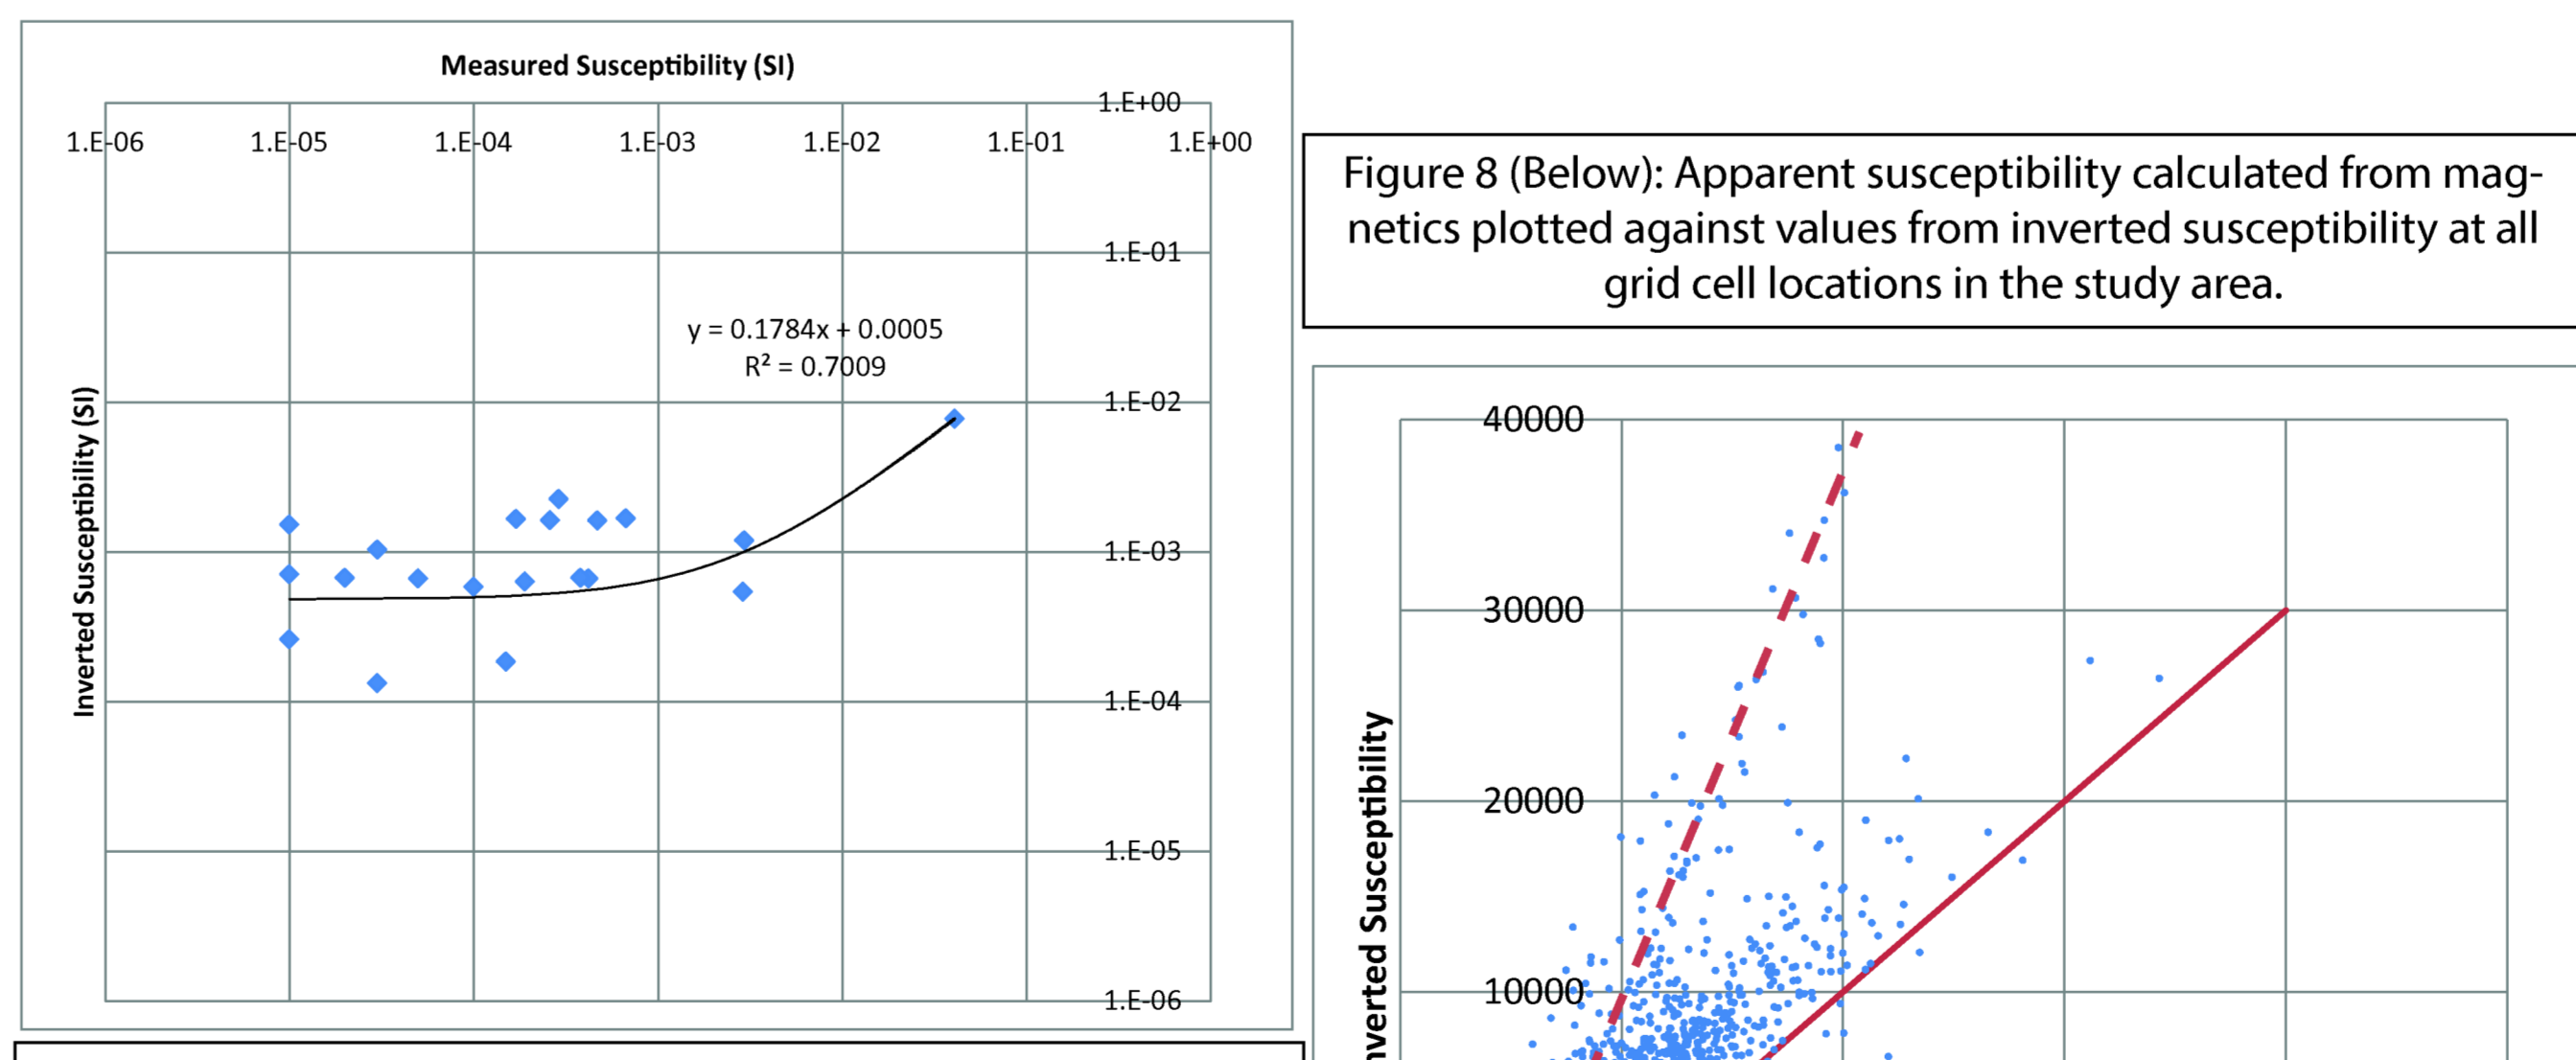 Measured Susceptibility (SI)
1.E+00
1.E-06 1.E-05 1.E-04 1.E-03 1.E-02 1.E-01 1.E+00
1.E-01
y = 0.1784x + 0.0005
R² = 0.7009
1.E-02
1.E-03
1.E-04
1.E-05
1.E-06
Inverted Susceptibility (SI)
Figure 8 (Below): Apparent susceptibility calculated from mag-
netics plotted against values from inverted susceptibility at all
grid cell locations in the study area.
40000
30000
20000
10000
Susceptibility